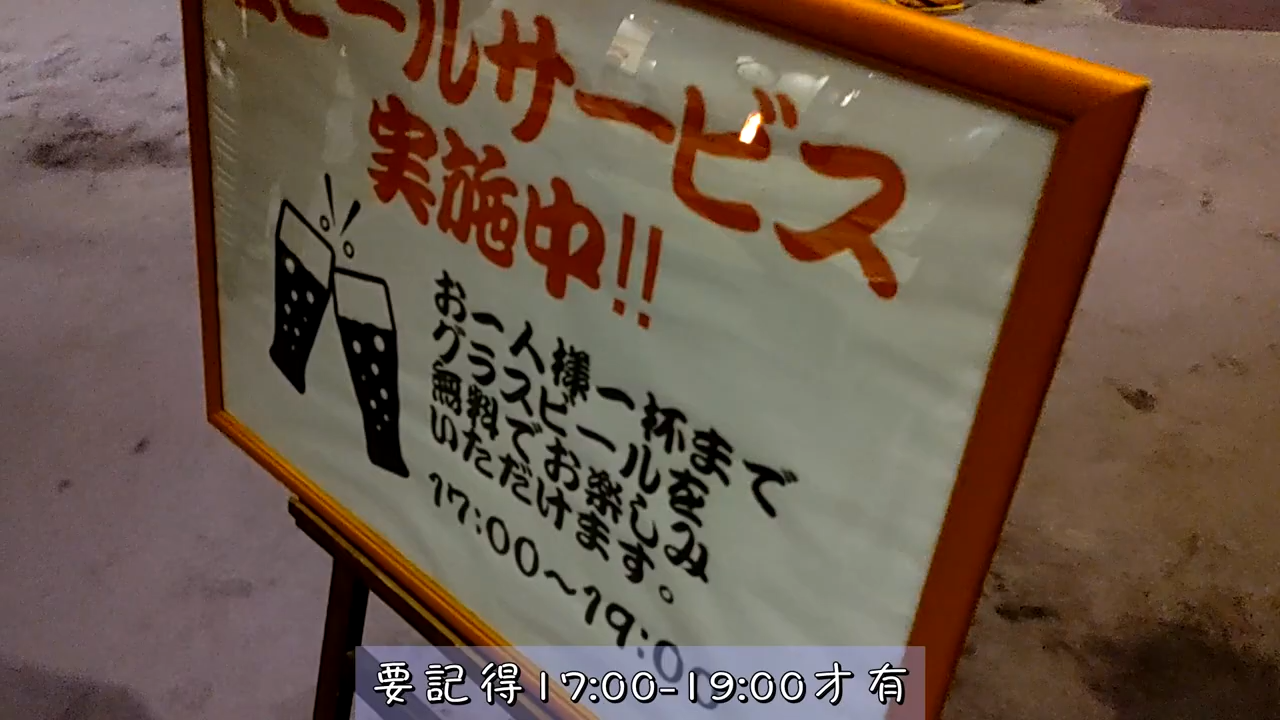 ビールサービス
実施中!!
お一人様一杯まで
グラスビールを
無料でお楽しみ
いただけます。
17:00~19:00
要記得17:00-19:00才有